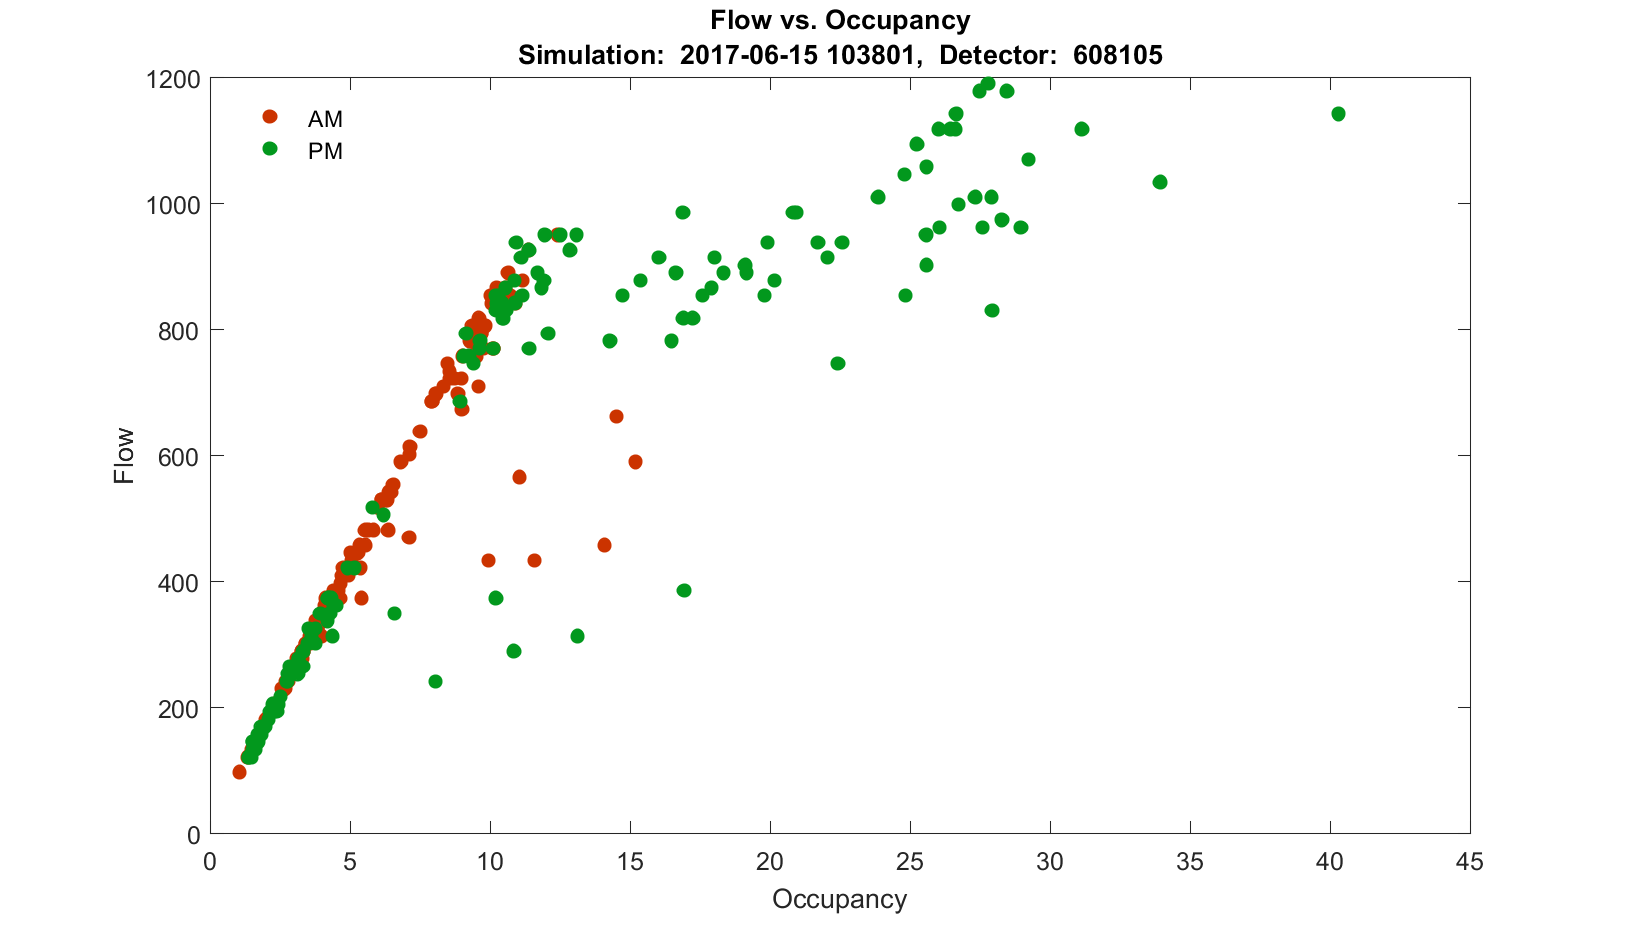 Flow vs. Occupancy
Simulation:  2017-06-15 103801,  Detector:  608105
1200
1000
800
600
400
200
0
Flow
AM
PM
0 5 10 15 20 25 30 35 40 45
Occupancy